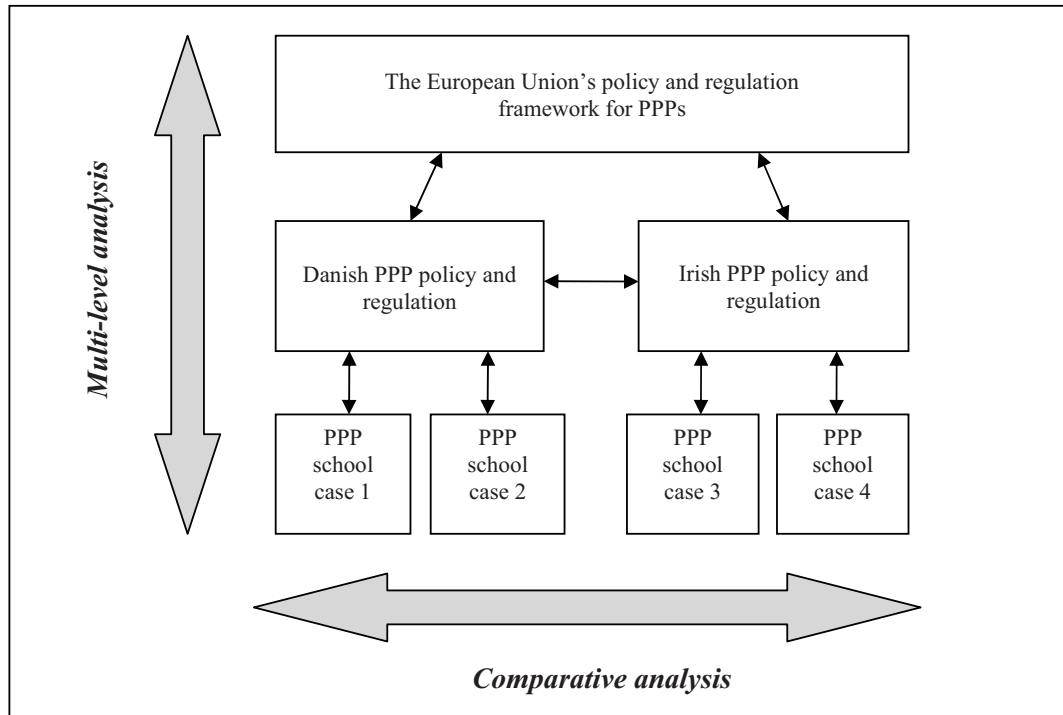 The European Union’s policy and regulation
framework for PPPs
Multi-level analysis
Danish PPP policy and
regulation
Irish PPP policy and
regulation
PPP
school
case 1
PPP
school
case 2
PPP
school
case 3
PPP
school
case 4
Comparative analysis